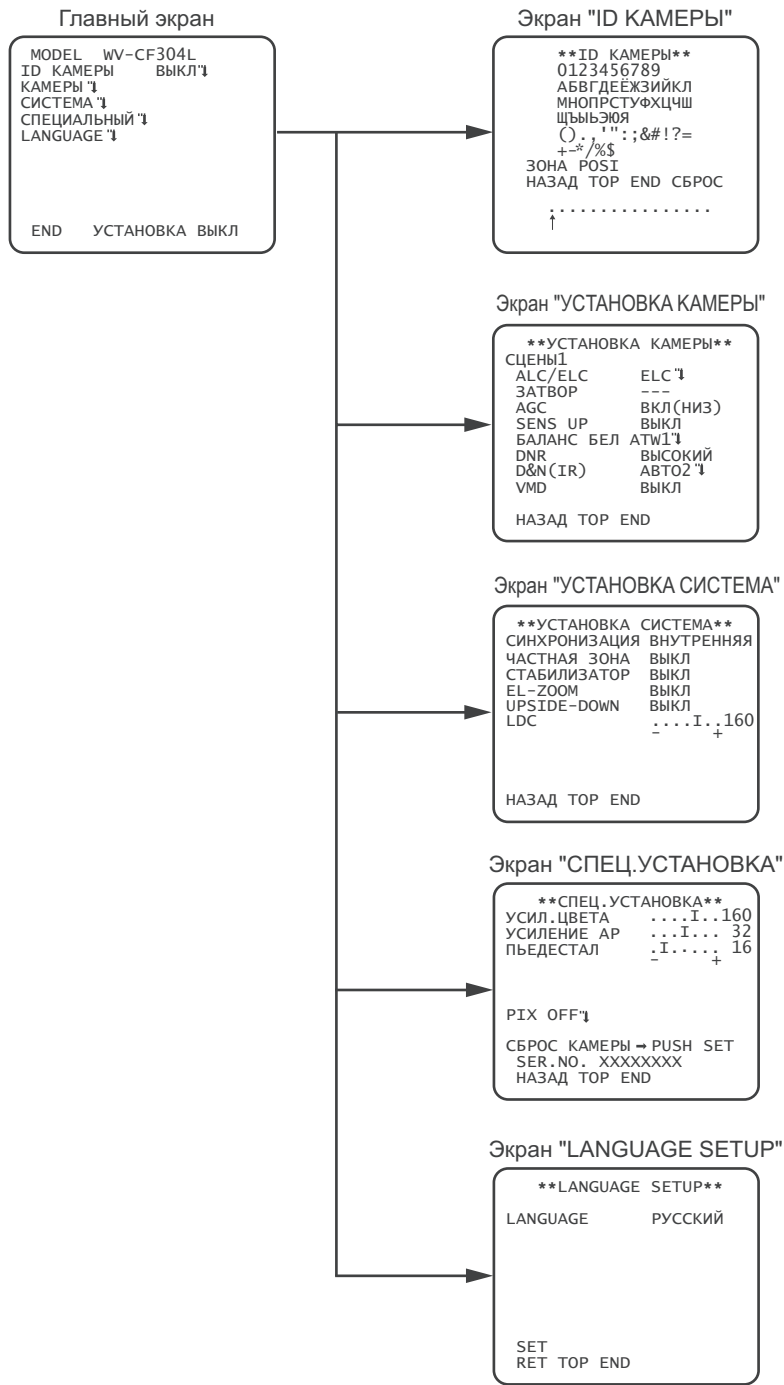 Главный экран
MODEL WV-CF304L
ID КАМЕРЫ ВЫКЛ
КАМЕРЫ
СИСТЕМА
СПЕЦИАЛЬНЫЙ
LANGUAGE
END УСТАНОВКА ВЫКЛ
Экран "ID КАМЕРЫ"
**ID КАМЕРЫ**
0123456789
АБВГДЕЁЖЗИЙКЛ
МНОПРСТУФХЦЧШ
ЩЪЫЬЭЮЯ
().,'":;&#!?=
+-*/%$
ЗОНА POSI
НАЗАД TOP END СБРОС
................
↑
Экран "УСТАНОВКА КАМЕРЫ"
**УСТАНОВКА КАМЕРЫ**
СЦЕНЫ1
ALC/ELC ELC
ЗАТВОР ---
AGC ВКЛ(НИЗ)
SENS UP ВЫКЛ
БАЛАНС БЕЛ ATW1
DNR ВЫСОКИЙ
D&N(IR) АВТО2
VMD ВЫКЛ
НАЗАД TOP END
Экран "УСТАНОВКА СИСТЕМА"
**УСТАНОВКА СИСТЕМА**
СИНХРОНИЗАЦИЯ ВНУТРЕННЯЯ
ЧАСТНАЯ ЗОНА ВЫКЛ
СТАБИЛИЗАТОР ВЫКЛ
EL-ZOOM ВЫКЛ
UPSIDE-DOWN ВЫКЛ
LDC ....I..160
- +
НАЗАД TOP END
Экран "СПЕЦ.УСТАНОВКА"
**СПЕЦ.УСТАНОВКА**
УСИЛ.ЦВЕТА ....I..160
УСИЛЕНИЕ АР ...I... 32
ПЬЕДЕСТАЛ .I..... 16
- +
PIX OFF
СБРОС КАМЕРЫ → PUSH SET
SER.NO. XXXXXXXX
НАЗАД TOP END
Экран "LANGUAGE SETUP"
**LANGUAGE SETUP**
LANGUAGE РУССКИЙ
SET
RET TOP END